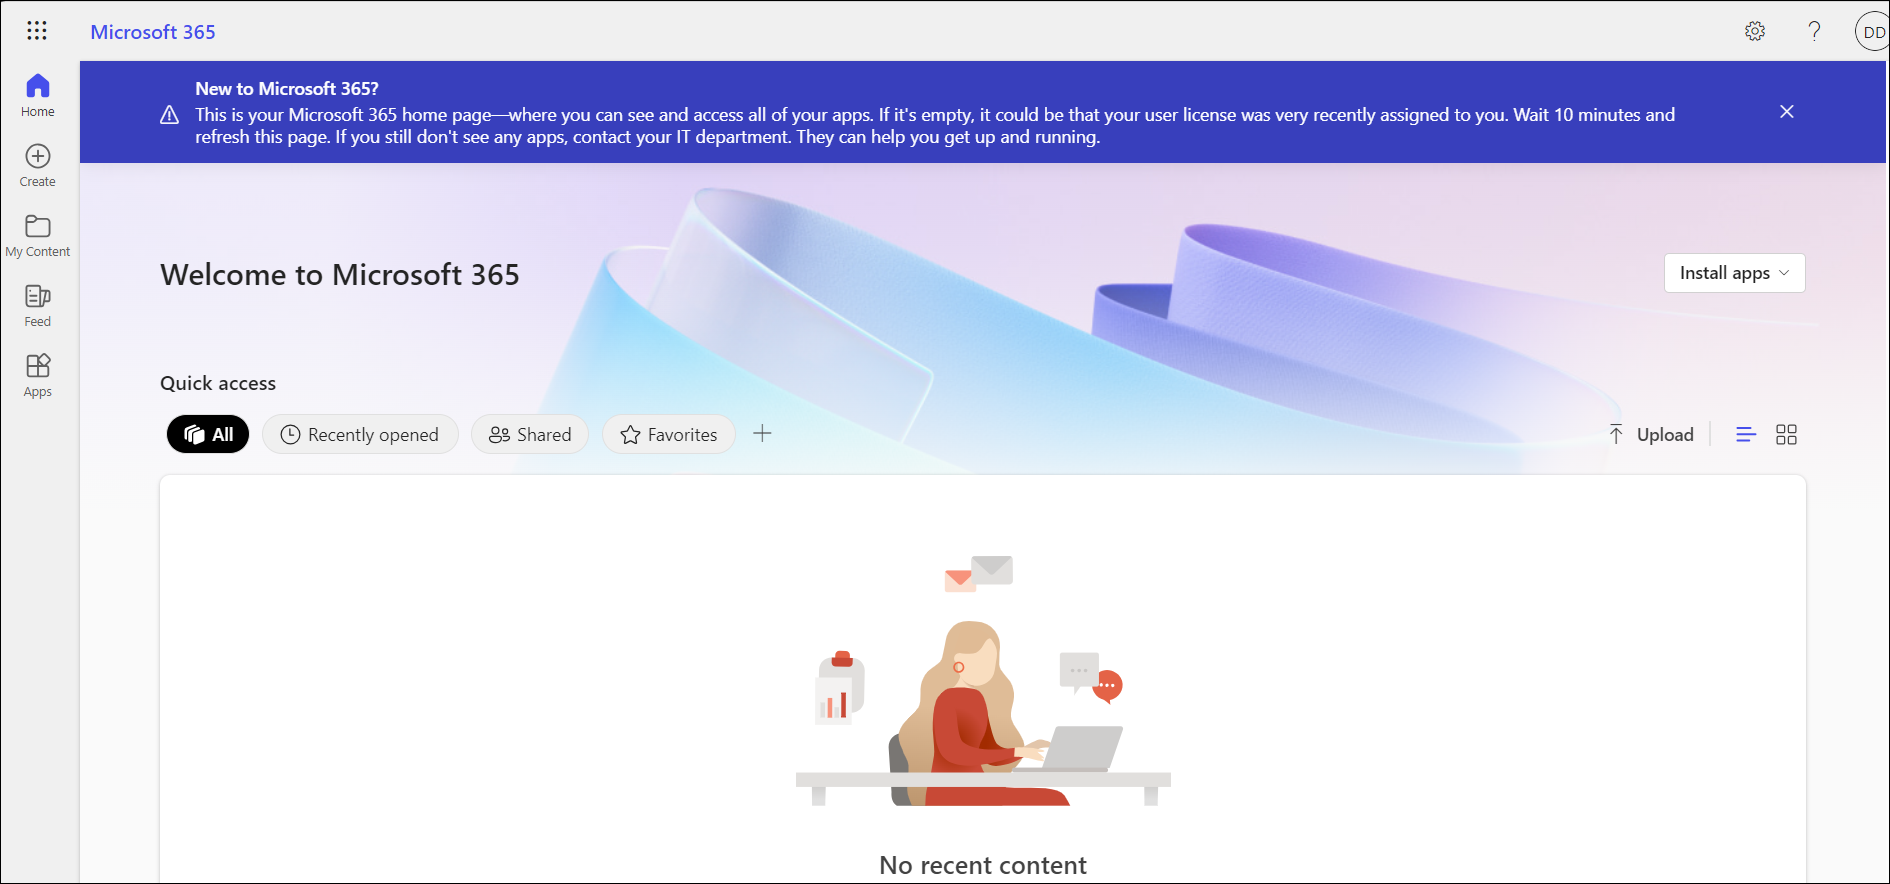 Microsoft 365
?
DD
Home
Create
My Content
Feed
Apps
New to Microsoft 365?
This is your Microsoft 365 home page—where you can see and access all of your apps. If it's empty, it could be that your user license was very recently assigned to you. Wait 10 minutes and
refresh this page. If you still don't see any apps, contact your IT department. They can help you get up and running.
Welcome to Microsoft 365
Install apps
Quick access
All
Recently opened
Shared
Favorites
Upload
No recent content